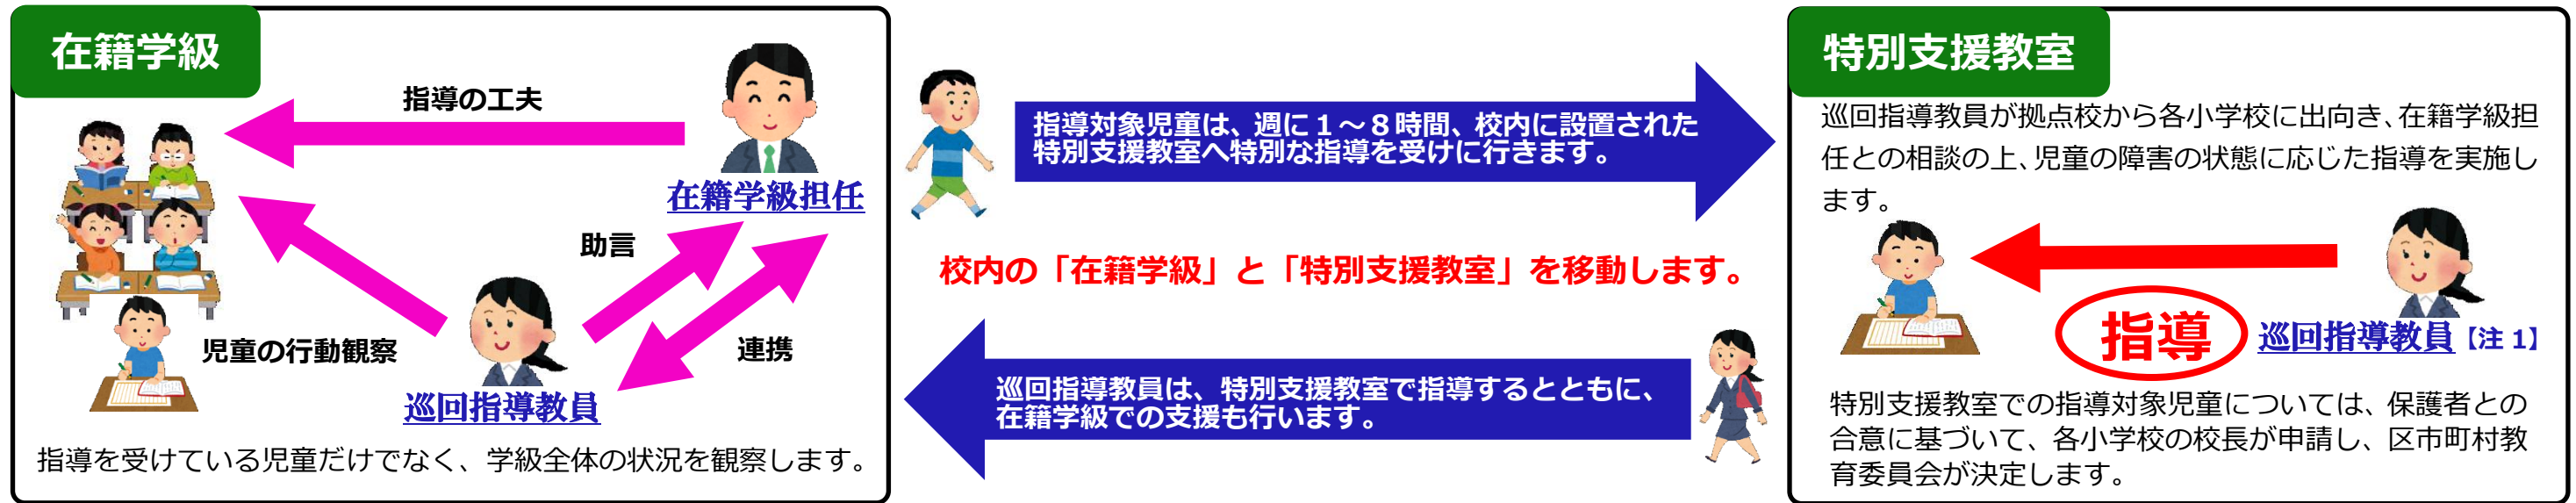 在籍学級
指導の工夫
在籍学級担任
助言
連携
児童の行動観察
巡回指導教員
指導を受けている児童だけでなく、学級全体の状況を観察します。
指導対象児童は、週に１～８時間、校内に設置された
特別支援教室へ特別な指導を受けに行きます。
校内の「在籍学級」と「特別支援教室」を移動します。
巡回指導教員は、特別支援教室で指導するとともに、
在籍学級での支援も行います。
特別支援教室
巡回指導教員が拠点校から各小学校に出向き、在籍学級担
任との相談の上、児童の障害の状態に応じた指導を実施し
ます。
指導
巡回指導教員【注 1】
特別支援教室での指導対象児童については、保護者との
合意に基づいて、各小学校の校長が申請し、区市町村教
育委員会が決定します。